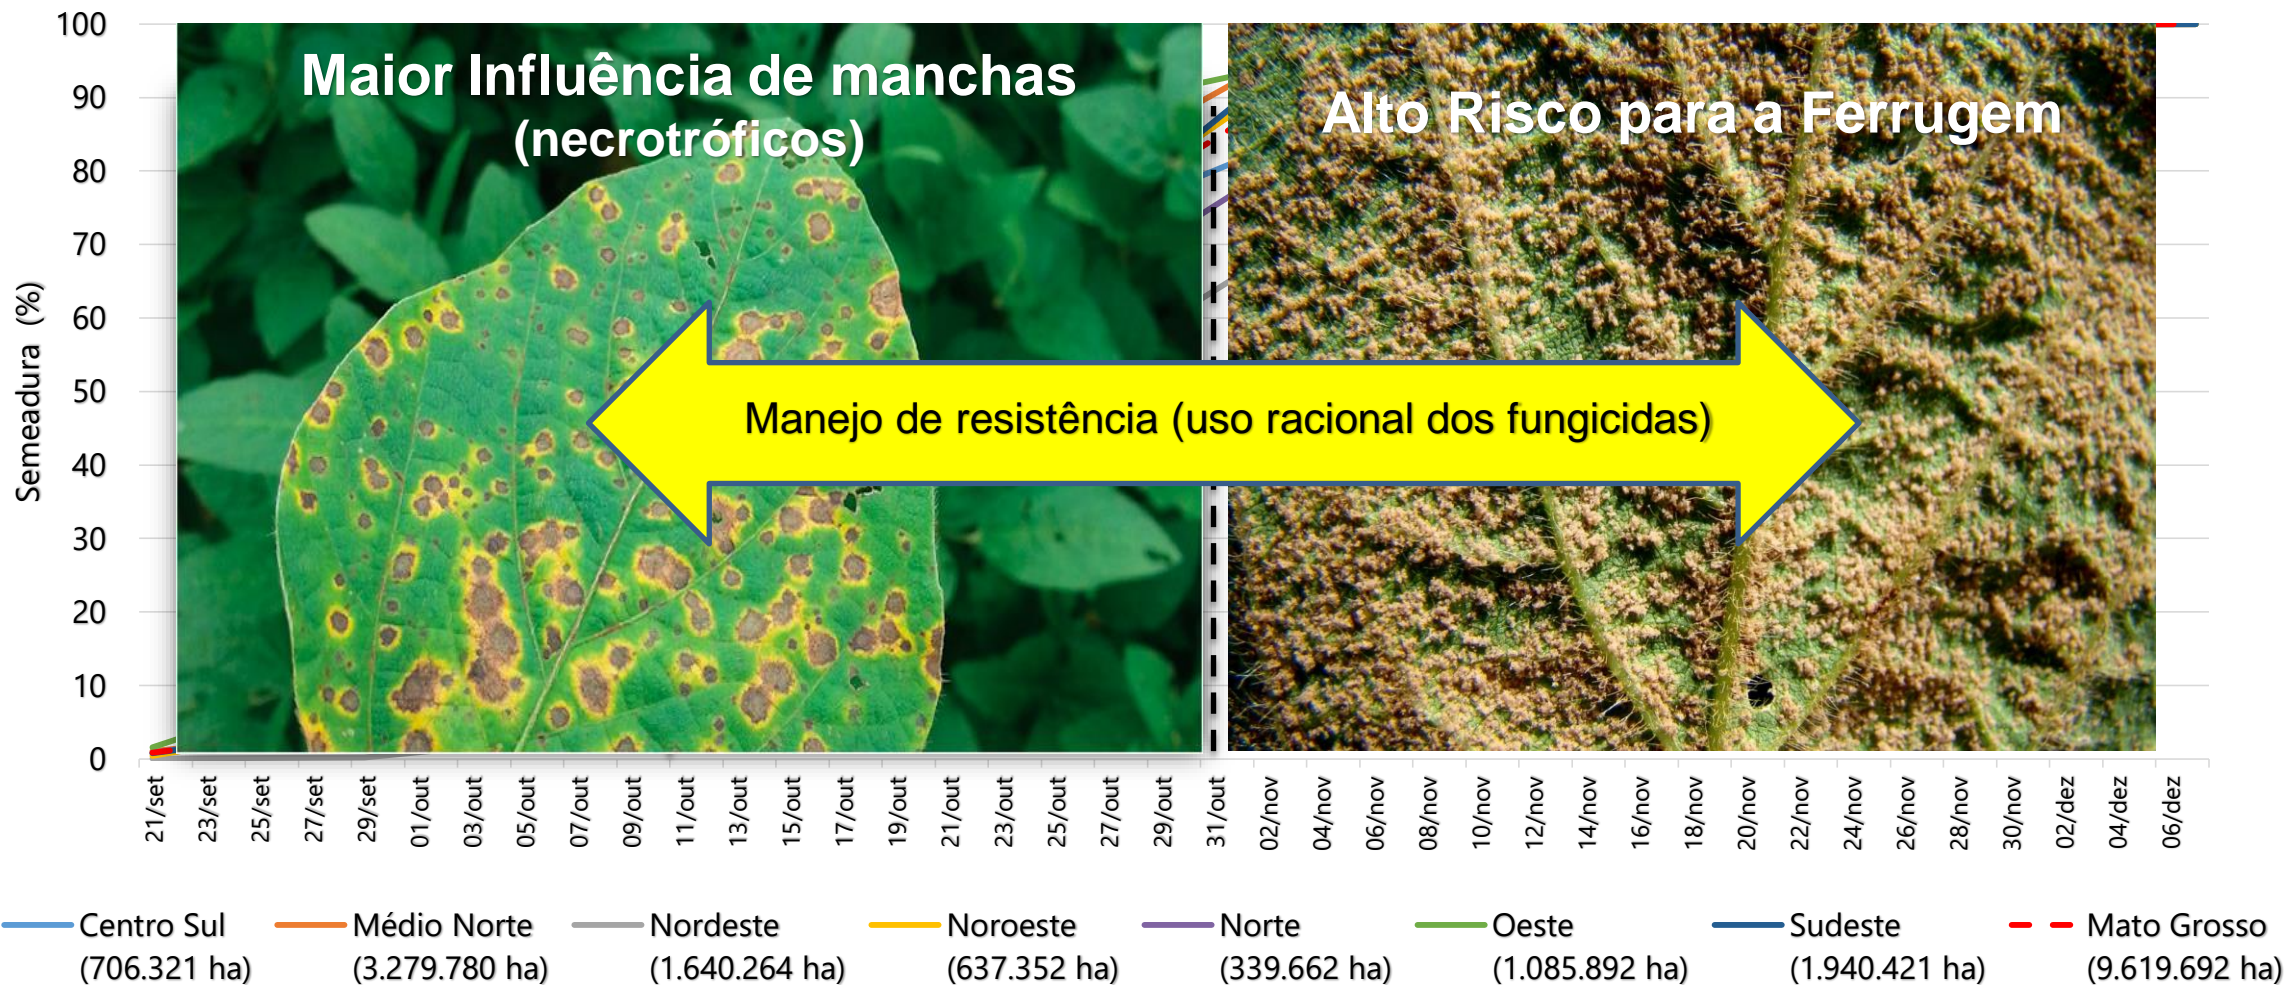 Maior Influência de manchas
(necrotróficos)
Alto Risco para a Ferrugem
Manejo de resistência (uso racional dos fungicidas)
Semeadura (%)
100
90
80
70
60
50
40
30
20
10
0
21/set
23/set
25/set
27/set
29/set
01/out
03/out
05/out
07/out
09/out
11/out
13/out
15/out
17/out
19/out
21/out
23/out
25/out
27/out
29/out
31/out
02/nov
04/nov
06/nov
08/nov
10/nov
12/nov
14/nov
16/nov
18/nov
20/nov
22/nov
24/nov
26/nov
28/nov
30/nov
02/dez
04/dez
06/dez
Centro Sul
(706.321 ha)
Médio Norte
(3.279.780 ha)
Nordeste
(1.640.264 ha)
Noroeste
(637.352 ha)
Norte
(339.662 ha)
Oeste
(1.085.892 ha)
Sudeste
(1.940.421 ha)
Mato Grosso
(9.619.692 ha)